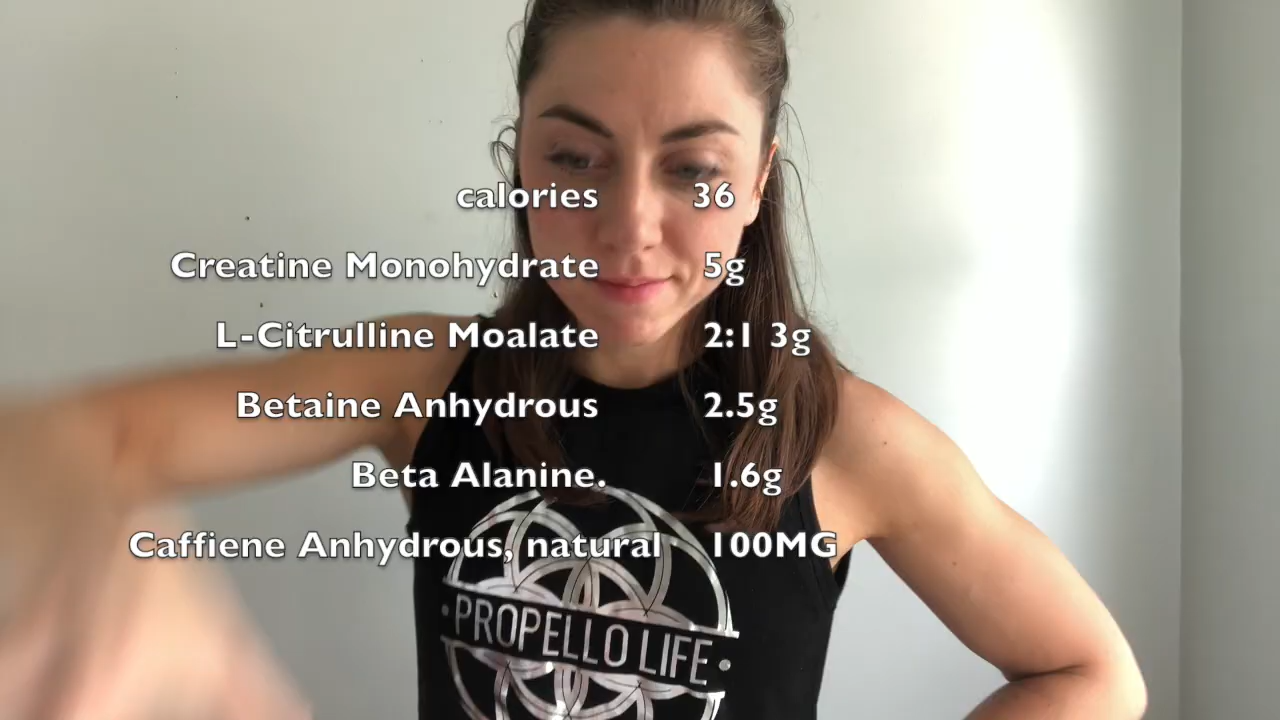 calories 36
Creatine Monohydrate 5g
L-Citrulline Moalate 2:1 3g
Betaine Anhydrous 2.5g
Beta Alanine. 1.6g
Caffiene Anhydrous, natural 100MG
·PROPELLO LIFE·